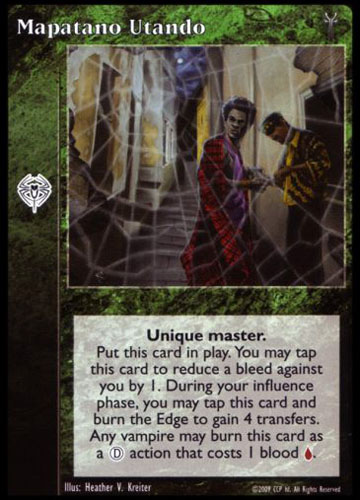 Mapatano Utando
Unique master.
Put this card in play. You may tap
this card to reduce a bleed against
you by 1. During your influence
phase, you may tap this card and
burn the Edge to gain 4 transfers.
Any vampire may burn this card as
a Ⓓ action that costs 1 blood.
Illus: Heather V. Kreiter ©2009 CCP hf. All Rights Reserved